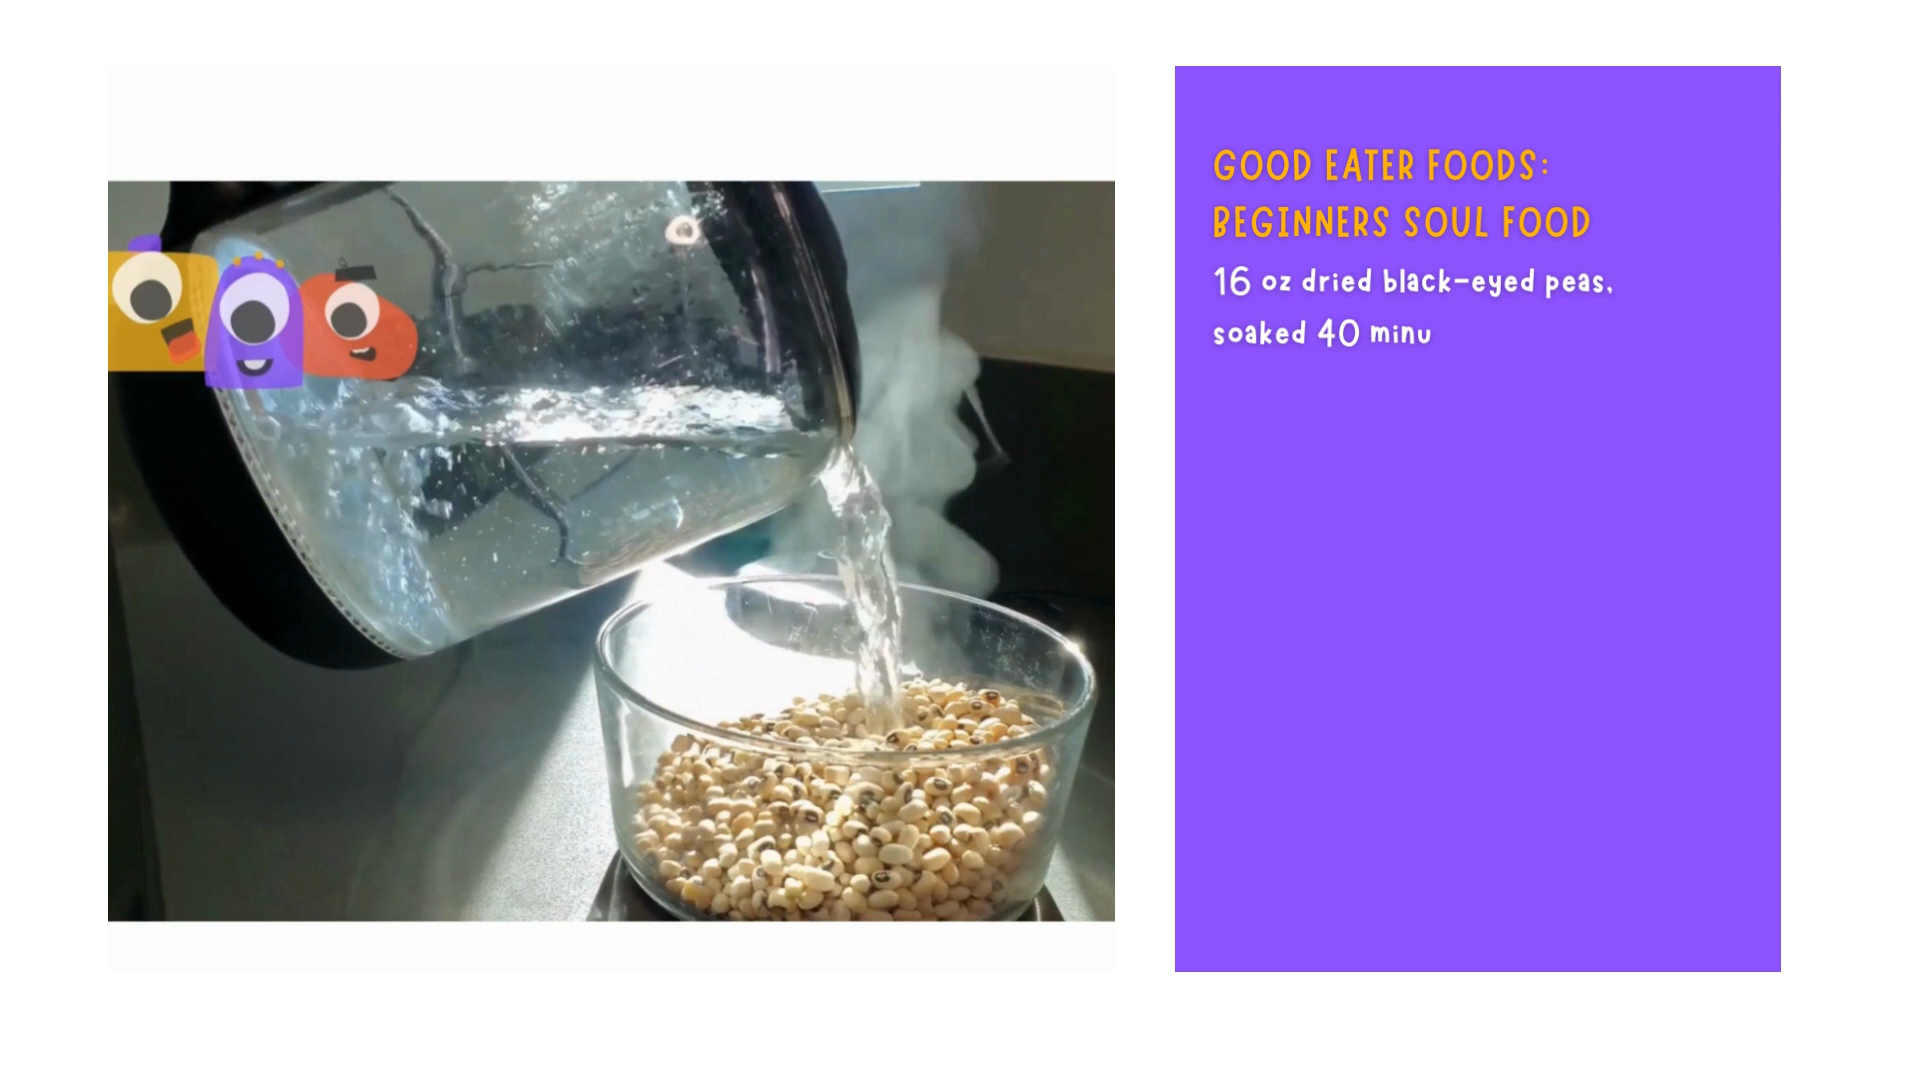 GOOD EATER FOODS:
BEGINNERS SOUL FOOD
16 oz dried black-eyed peas,
soaked 40 minu